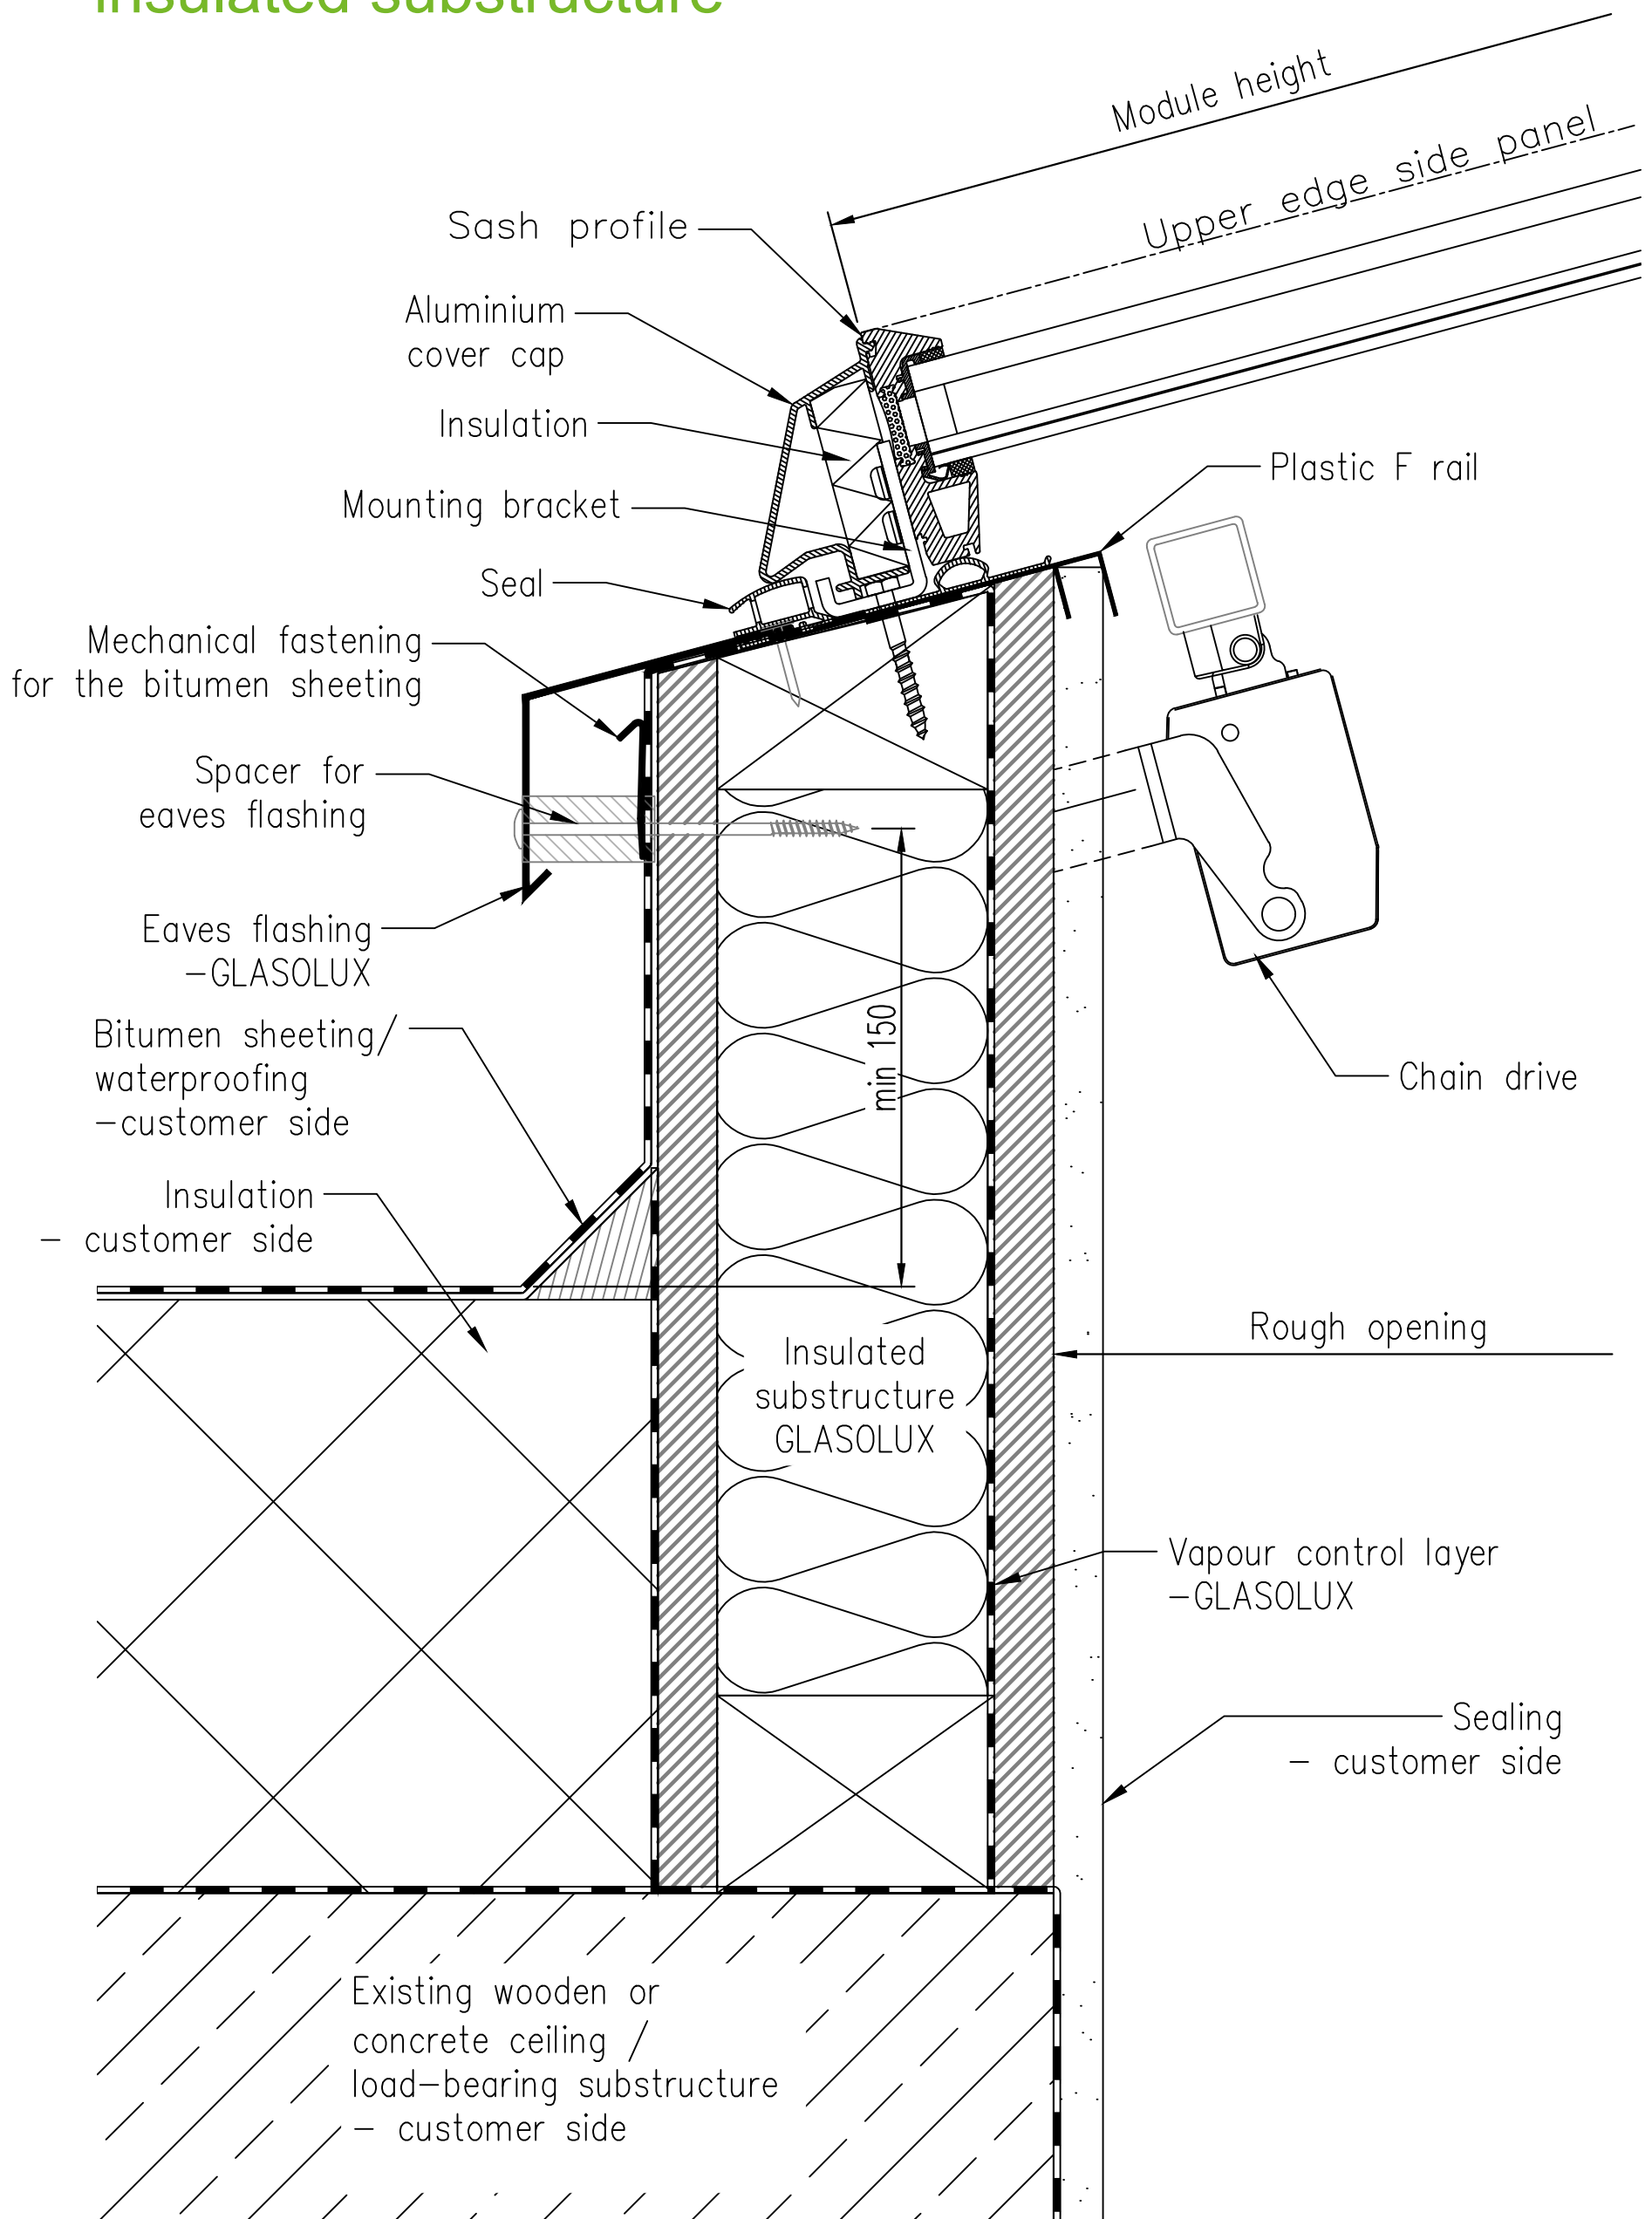 Insulated substructure
Module height
Upper edge side panel
Sash profile
Aluminium
cover cap
Insulation
Mounting bracket
Seal
Plastic F rail
Mechanical fastening
for the bitumen sheeting
Spacer for
eaves flashing
Eaves flashing
-GLASOLUX
Bitumen sheeting/
waterproofing
-customer side
min 150
Chain drive
Insulation
- customer side
Rough opening
Insulated
substructure
GLASOLUX
Vapour control layer
-GLASOLUX
Sealing
- customer side
Existing wooden or
concrete ceiling /
load-bearing substructure
- customer side